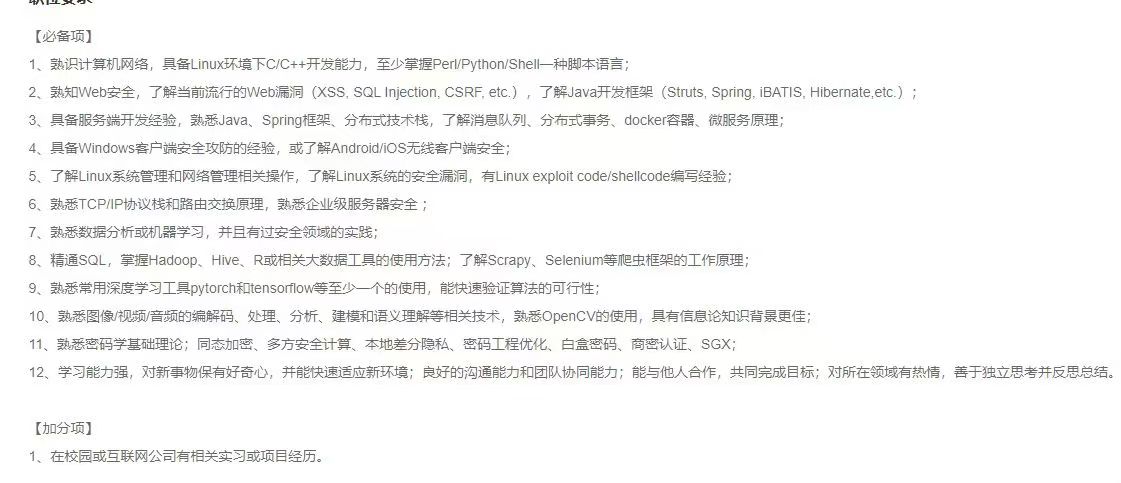 职位要求
【必备项】
1、熟识计算机网络，具备Linux环境下C/C++开发能力，至少掌握Perl/Python/Shell一种脚本语言；
2、熟知Web安全，了解当前流行的Web漏洞（XSS, SQL Injection, CSRF, etc.），了解Java开发框架（Struts, Spring, iBATIS, Hibernate,etc.）；
3、具备服务端开发经验，熟悉Java、Spring框架、分布式技术栈，了解消息队列、分布式事务、docker容器、微服务原理；
4、具备Windows客户端安全攻防的经验，或了解Android/iOS无线客户端安全；
5、了解Linux系统管理和网络管理相关操作，了解Linux系统的安全漏洞，有Linux exploit code/shellcode编写经验；
6、熟悉TCP/IP协议栈和路由交换原理，熟悉企业级服务器安全 ；
7、熟悉数据分析或机器学习，并且有过安全领域的实践；
8、精通SQL，掌握Hadoop、Hive、R或相关大数据工具的使用方法；了解Scrapy、Selenium等爬虫框架的工作原理；
9、熟悉常用深度学习工具pytorch和tensorflow等至少一个的使用，能快速验证算法的可行性；
10、熟悉图像/视频/音频的编解码、处理、分析、建模和语义理解等相关技术，熟悉OpenCV的使用，具有信息论知识背景更佳；
11、熟悉密码学基础理论；同态加密、多方安全计算、本地差分隐私、密码工程优化、白盒密码、商密认证、SGX；
12、学习能力强，对新事物保有好奇心，并能快速适应新环境；良好的沟通能力和团队协同能力；能与他人合作，共同完成目标；对所在领域有热情，善于独立思考并反思总结。
【加分项】
1、在校园或互联网公司有相关实习或项目经历。